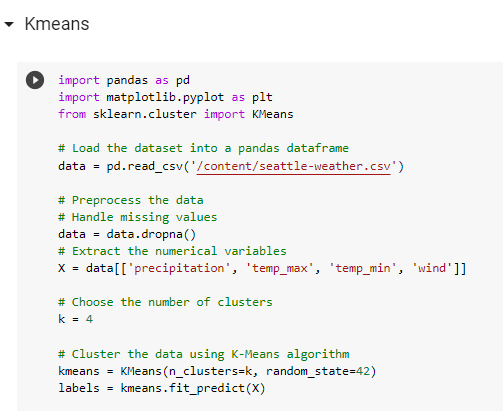 Kmeans
import pandas as pd
import matplotlib.pyplot as plt
from sklearn.cluster import KMeans
# Load the dataset into a pandas dataframe
data = pd.read_csv('/content/seattle-weather.csv')
# Preprocess the data
# Handle missing values
data = data.dropna()
# Extract the numerical variables
X = data[['precipitation', 'temp_max', 'temp_min', 'wind']]
# Choose the number of clusters
k = 4
# Cluster the data using K-Means algorithm
kmeans = KMeans(n_clusters=k, random_state=42)
labels = kmeans.fit_predict(X)